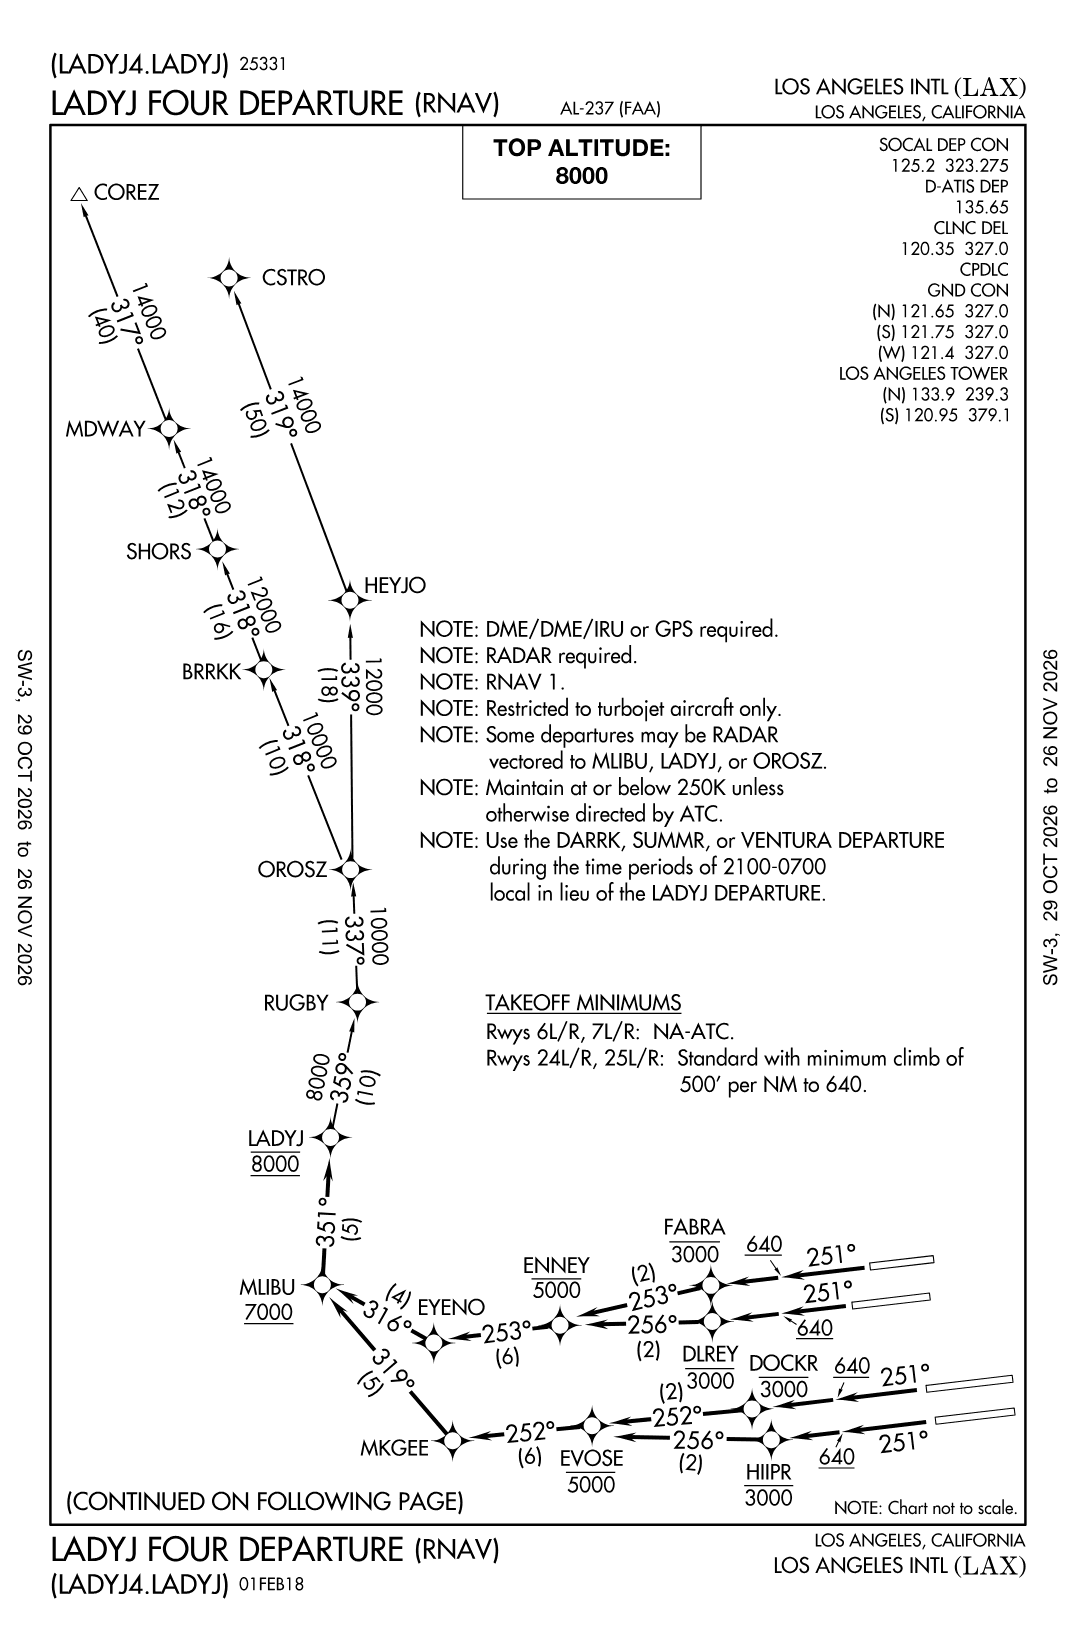 (LADYJ4.LADYJ) 25331
LADYJ FOUR DEPARTURE (RNAV)
AL-237 (FAA)
LOS ANGELES INTL (LAX)
LOS ANGELES, CALIFORNIA
TOP ALTITUDE:
8000
SOCAL DEP CON
125.2 323.275
D-ATIS DEP
135.65
CLNC DEL
120.35 327.0
CPDLC
GND CON
(N) 121.65 327.0
(S) 121.75 327.0
(W) 121.4 327.0
LOS ANGELES TOWER
(N) 133.9 239.3
(S) 120.95 379.1
COREZ
CSTRO
14000
317°
(40)
14000
319°
(50)
MDWAY
14000
318°
(12)
SHORS
12000
318°
(16)
HEYJO
BRRKK
12000
339°
(18)
10000
318°
(10)
NOTE: DME/DME/IRU or GPS required.
NOTE: RADAR required.
NOTE: RNAV 1.
NOTE: Restricted to turbojet aircraft only.
NOTE: Some departures may be RADAR
vectored to MLIBU, LADYJ, or OROSZ.
NOTE: Maintain at or below 250K unless
otherwise directed by ATC.
NOTE: Use the DARRK, SUMMR, or VENTURA DEPARTURE
during the time periods of 2100-0700
local in lieu of the LADYJ DEPARTURE.
OROSZ
10000
337°
(11)
RUGBY
TAKEOFF MINIMUMS
Rwys 6L/R, 7L/R: NA-ATC.
Rwys 24L/R, 25L/R: Standard with minimum climb of
500′ per NM to 640.
8000
359°
(10)
LADYJ
8000
351°
(5)
MLIBU
7000
(4)
316°
EYENO
319°
(5)
253°
(6)
ENNEY
5000
(2)
253°
256°
(2)
FABRA
3000
640
251°
251°
640
DLREY
3000
MKGEE
252°
(6)
EVOSE
5000
(2)
252°
256°
(2)
DOCKR
3000
640
251°
HIIPR
3000
640
251°
(CONTINUED ON FOLLOWING PAGE)
NOTE: Chart not to scale.
LADYJ FOUR DEPARTURE (RNAV)
(LADYJ4.LADYJ) 01FEB18
LOS ANGELES, CALIFORNIA
LOS ANGELES INTL (LAX)
SW-3, 29 OCT 2026 to 26 NOV 2026
SW-3, 29 OCT 2026 to 26 NOV 2026